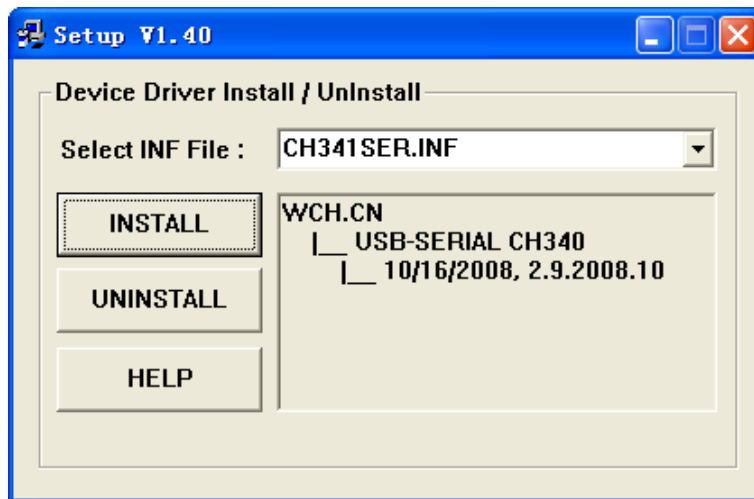 Setup V1.40
Device Driver Install / UnInstall
Select INF File :
CH341SER.INF
INSTALL
UNINSTALL
HELP
WCH.CN
|__ USB-SERIAL CH340
|__ 10/16/2008, 2.9.2008.10